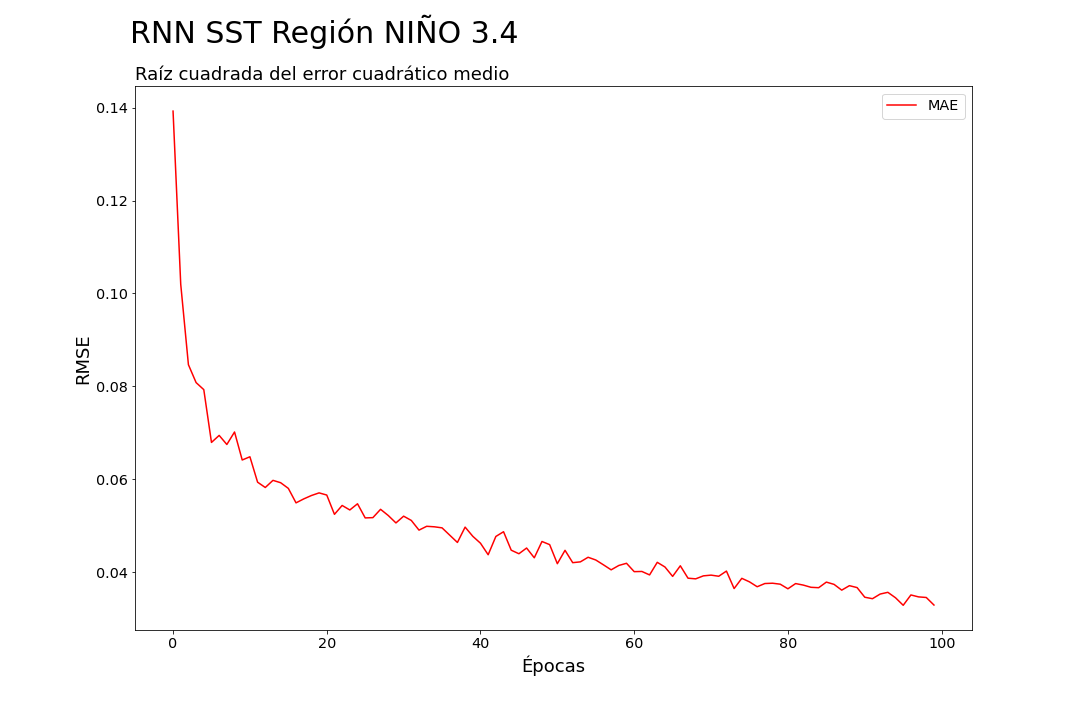 RNN SST Región NIÑO 3.4
Raíz cuadrada del error cuadrático medio
MAE
RMSE
0.14
0.12
0.10
0.08
0.06
0.04
0 20 40 60 80 100
Épocas